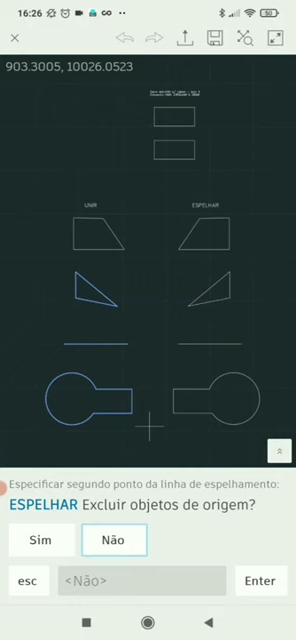 16:26
50
903.3005, 10026.0523
UNIR
ESPELHAR
Especificar segundo ponto da linha de espelhamento:
ESPELHAR Excluir objetos de origem?
Sim
Não
esc
<Não>
Enter